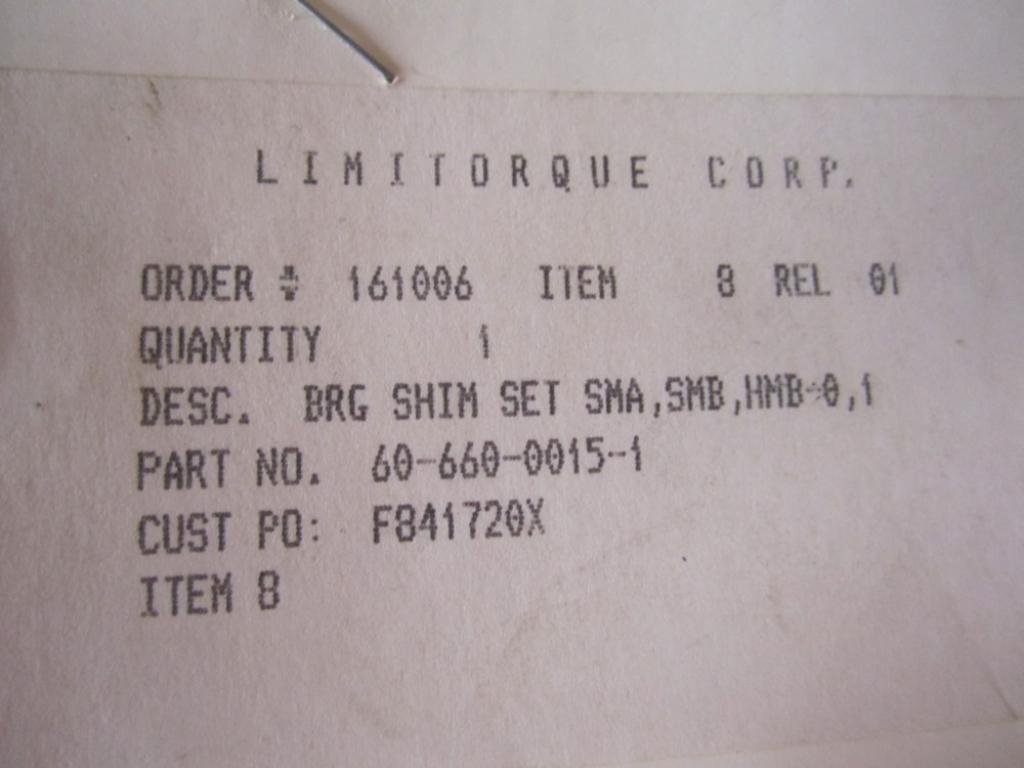 LIMITORQUE CORP.
ORDER # 161006 ITEM 8 REL 01
QUANTITY 1
DESC. BRG SHIM SET SMA,SMB,HMB-0,1
PART NO. 60-660-0015-1
CUST PO: F841720X
ITEM 8